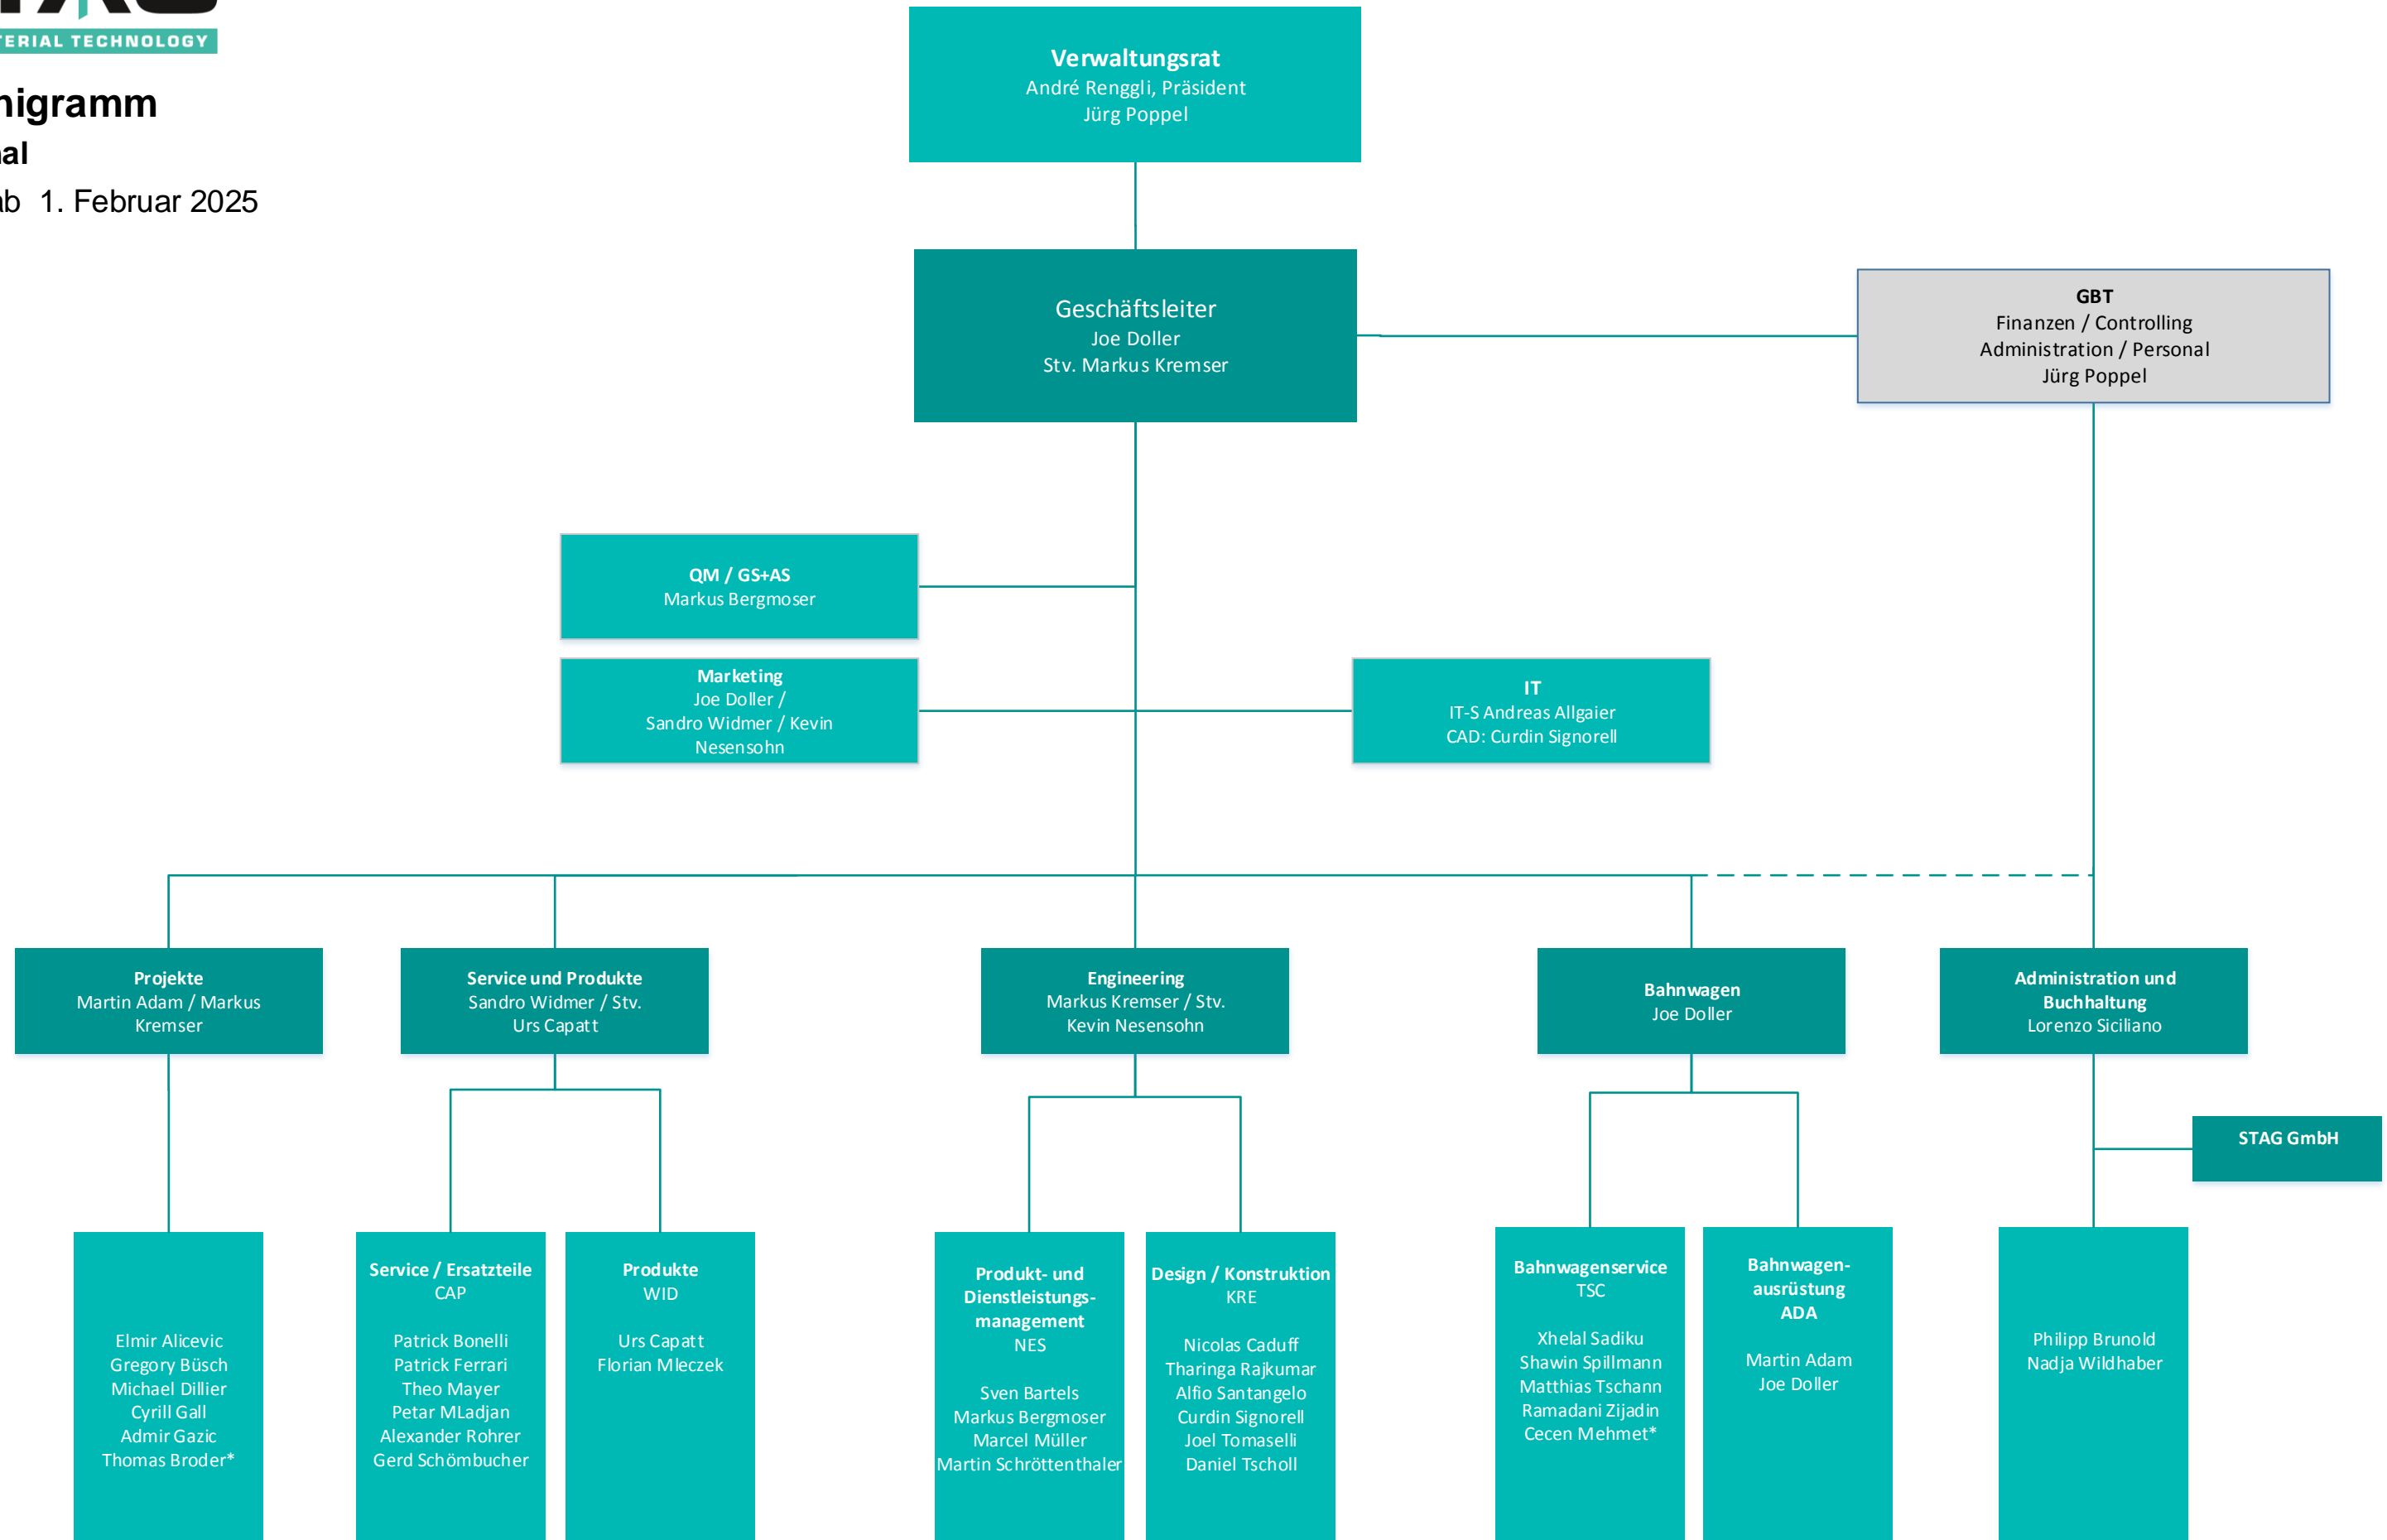 TERIAL TECHNOLOGY
nigramm
al
ab 1. Februar 2025
Verwaltungsrat
André Renggli, Präsident
Jürg Poppel
Geschäftsleiter
Joe Doller
Stv. Markus Kremser
GBT
Finanzen / Controlling
Administration / Personal
Jürg Poppel
QM / GS+AS
Markus Bergmoser
Marketing
Joe Doller /
Sandro Widmer / Kevin
Nesensohn
IT
IT-S Andreas Allgaier
CAD: Curdin Signorell
Projekte
Martin Adam / Markus
Kremser
Service und Produkte
Sandro Widmer / Stv.
Urs Capatt
Engineering
Markus Kremser / Stv.
Kevin Nesensohn
Bahnwagen
Joe Doller
Administration und
Buchhaltung
Lorenzo Siciliano
STAG GmbH
Elmir Alicevic
Gregory Büsch
Michael Dillier
Cyrill Gall
Admir Gazic
Thomas Broder*
Service / Ersatzteile
CAP
Patrick Bonelli
Patrick Ferrari
Theo Mayer
Petar MLadjan
Alexander Rohrer
Gerd Schömbucher
Produkte
WID
Urs Capatt
Florian Mleczek
Produkt- und
Dienstleistungs-
management
NES
Sven Bartels
Markus Bergmoser
Marcel Müller
Martin Schröttenthaler
Design / Konstruktion
KRE
Nicolas Caduff
Tharinga Rajkumar
Alfio Santangelo
Curdin Signorell
Joel Tomaselli
Daniel Tscholl
Bahnwagenservice
TSC
Xhelal Sadiku
Shawin Spillmann
Matthias Tschann
Ramadani Zijadin
Cecen Mehmet*
Bahnwagen-
ausrüstung
ADA
Martin Adam
Joe Doller
Philipp Brunold
Nadja Wildhaber